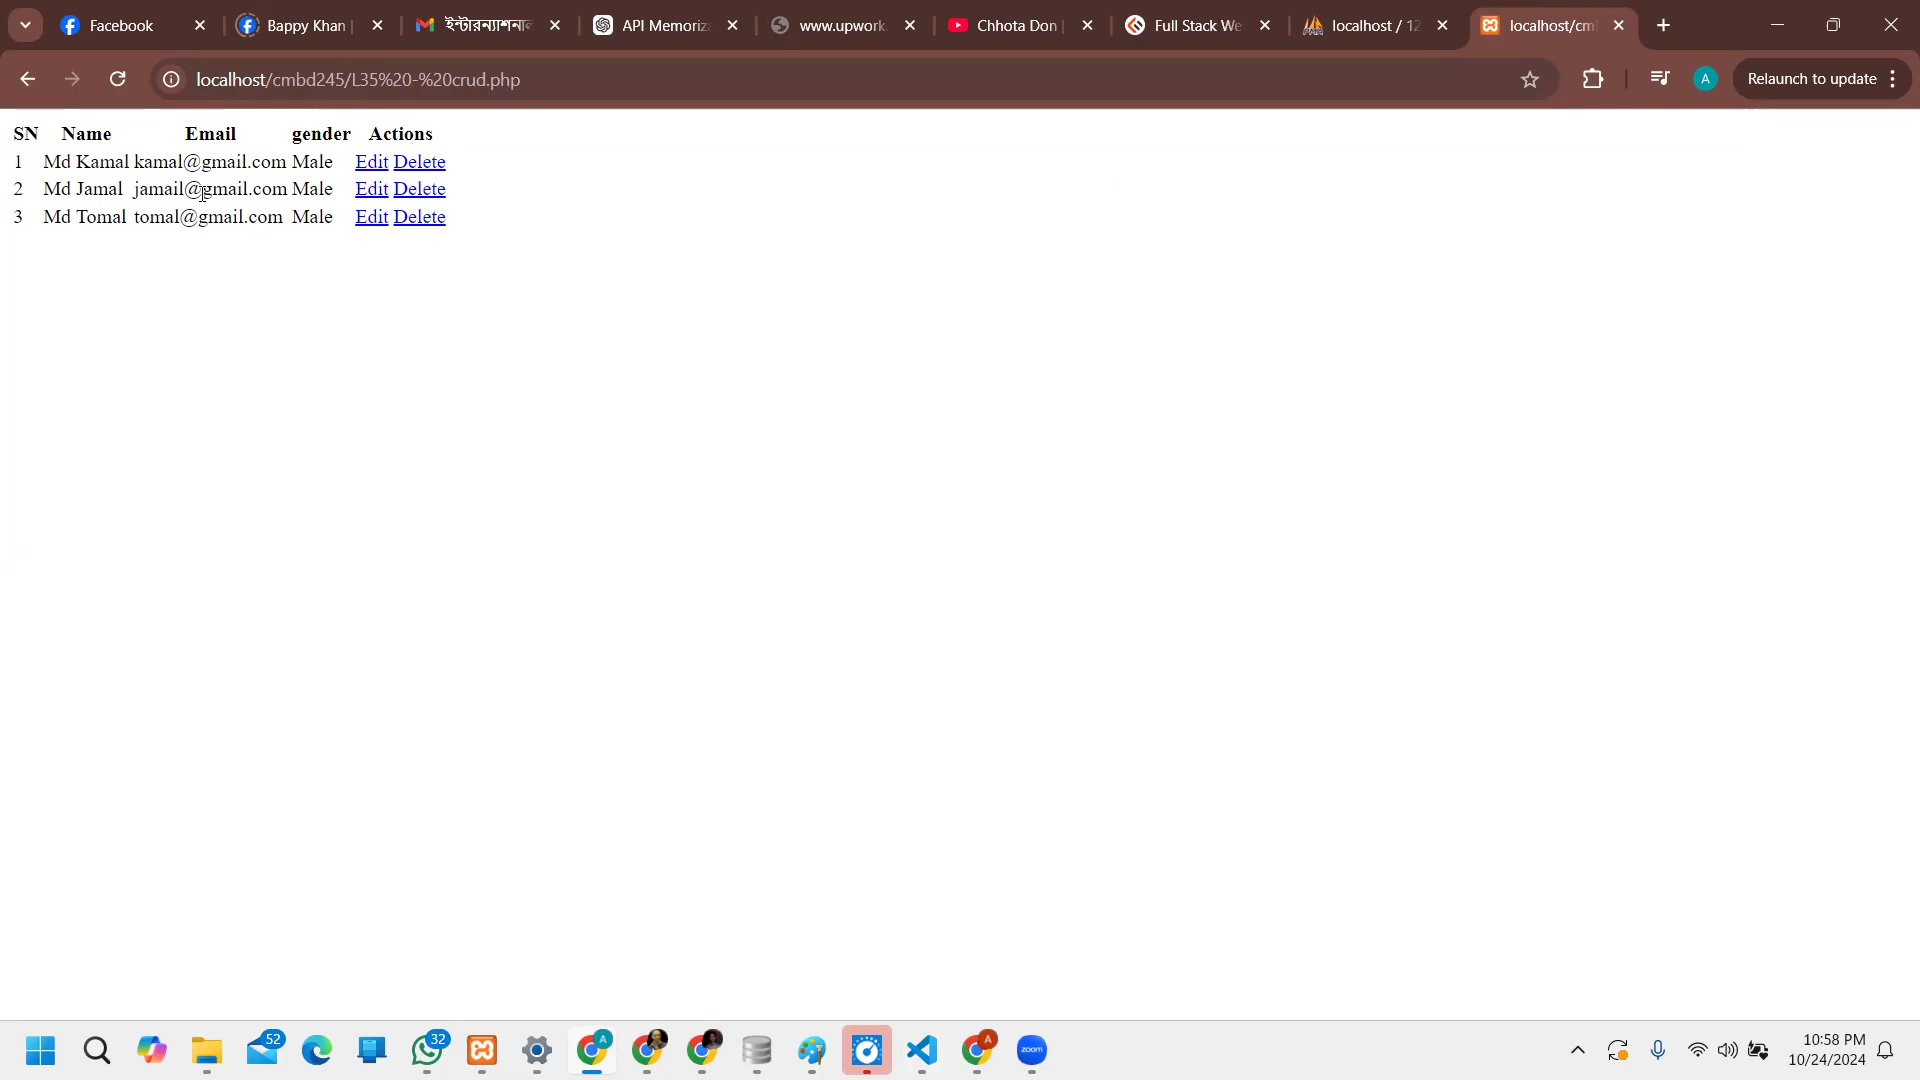 Facebook
Bappy Khan |
ইন্টারন্যাশনাল
API Memoriz
www.upwork.
Chhota Don |
Full Stack We
localhost / 12
localhost/cmb
localhost/cmbd245/L35%20-%20crud.php
A
Relaunch to update
SN Name Email gender Actions
1 Md Kamal kamal@gmail.com Male Edit Delete
2 Md Jamal jamail@gmail.com Male Edit Delete
3 Md Tomal tomal@gmail.com Male Edit Delete
52
32
A
A
zoom
10:58 PM
10/24/2024